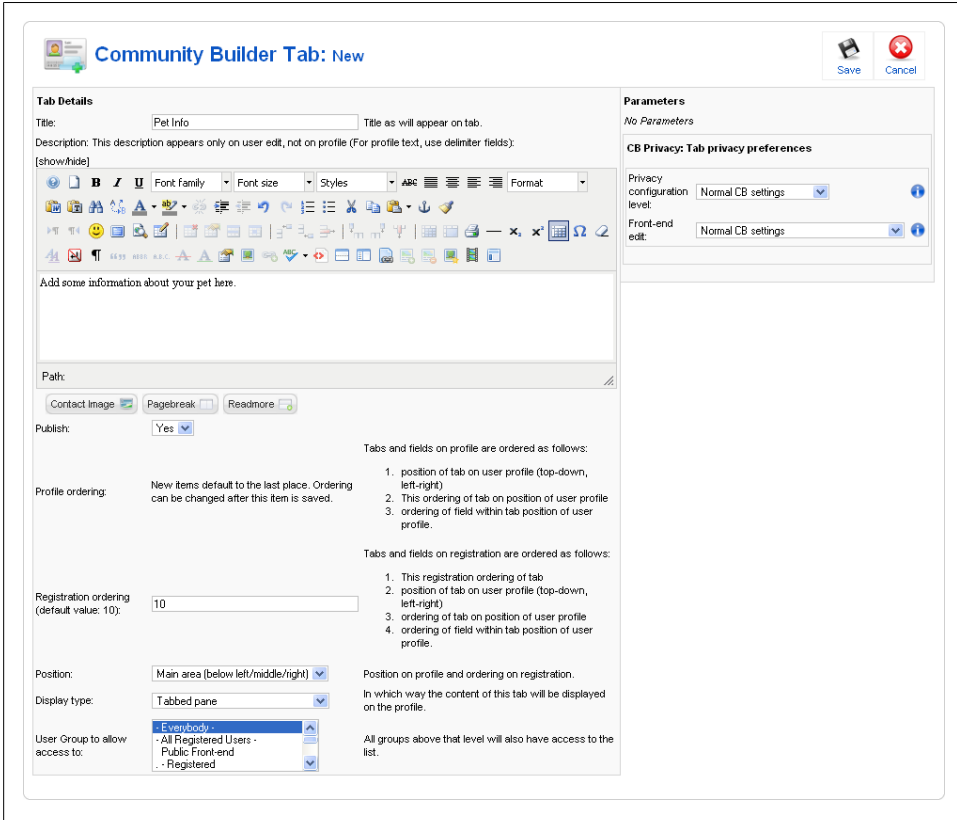 Community Builder Tab: New
Save
Cancel
Tab Details
Title:
Pet Info
Title as will appear on tab.
Description: This description appears only on user edit, not on profile (For profile text, use delimiter fields):
[show/hide]
B I U Font family Font size Styles ABC Format
Add some information about your pet here.
Path:
Contact Image
Pagebreak
Readmore
Publish:
Yes
Profile ordering:
New items default to the last place. Ordering
can be changed after this item is saved.
Tabs and fields on profile are ordered as follows:
1. position of tab on user profile (top-down,
left-right)
2. This ordering of tab on position of user profile
3. ordering of field within tab position of user
profile.
Registration ordering
(default value: 10):
10
Tabs and fields on registration are ordered as follows:
1. This registration ordering of tab
2. position of tab on user profile (top-down,
left-right)
3. ordering of tab on position of user profile
4. ordering of field within tab position of user
profile.
Position:
Main area (below left/middle/right)
Position on profile and ordering on registration.
Display type:
Tabbed pane
In which way the content of this tab will be displayed
on the profile.
User Group to allow
access to:
- Everybody -
- All Registered Users -
Public Front-end
. - Registered
All groups above that level will also have access to the
list.
Parameters
No Parameters
CB Privacy: Tab privacy preferences
Privacy
configuration
level:
Normal CB settings
Front-end
edit:
Normal CB settings